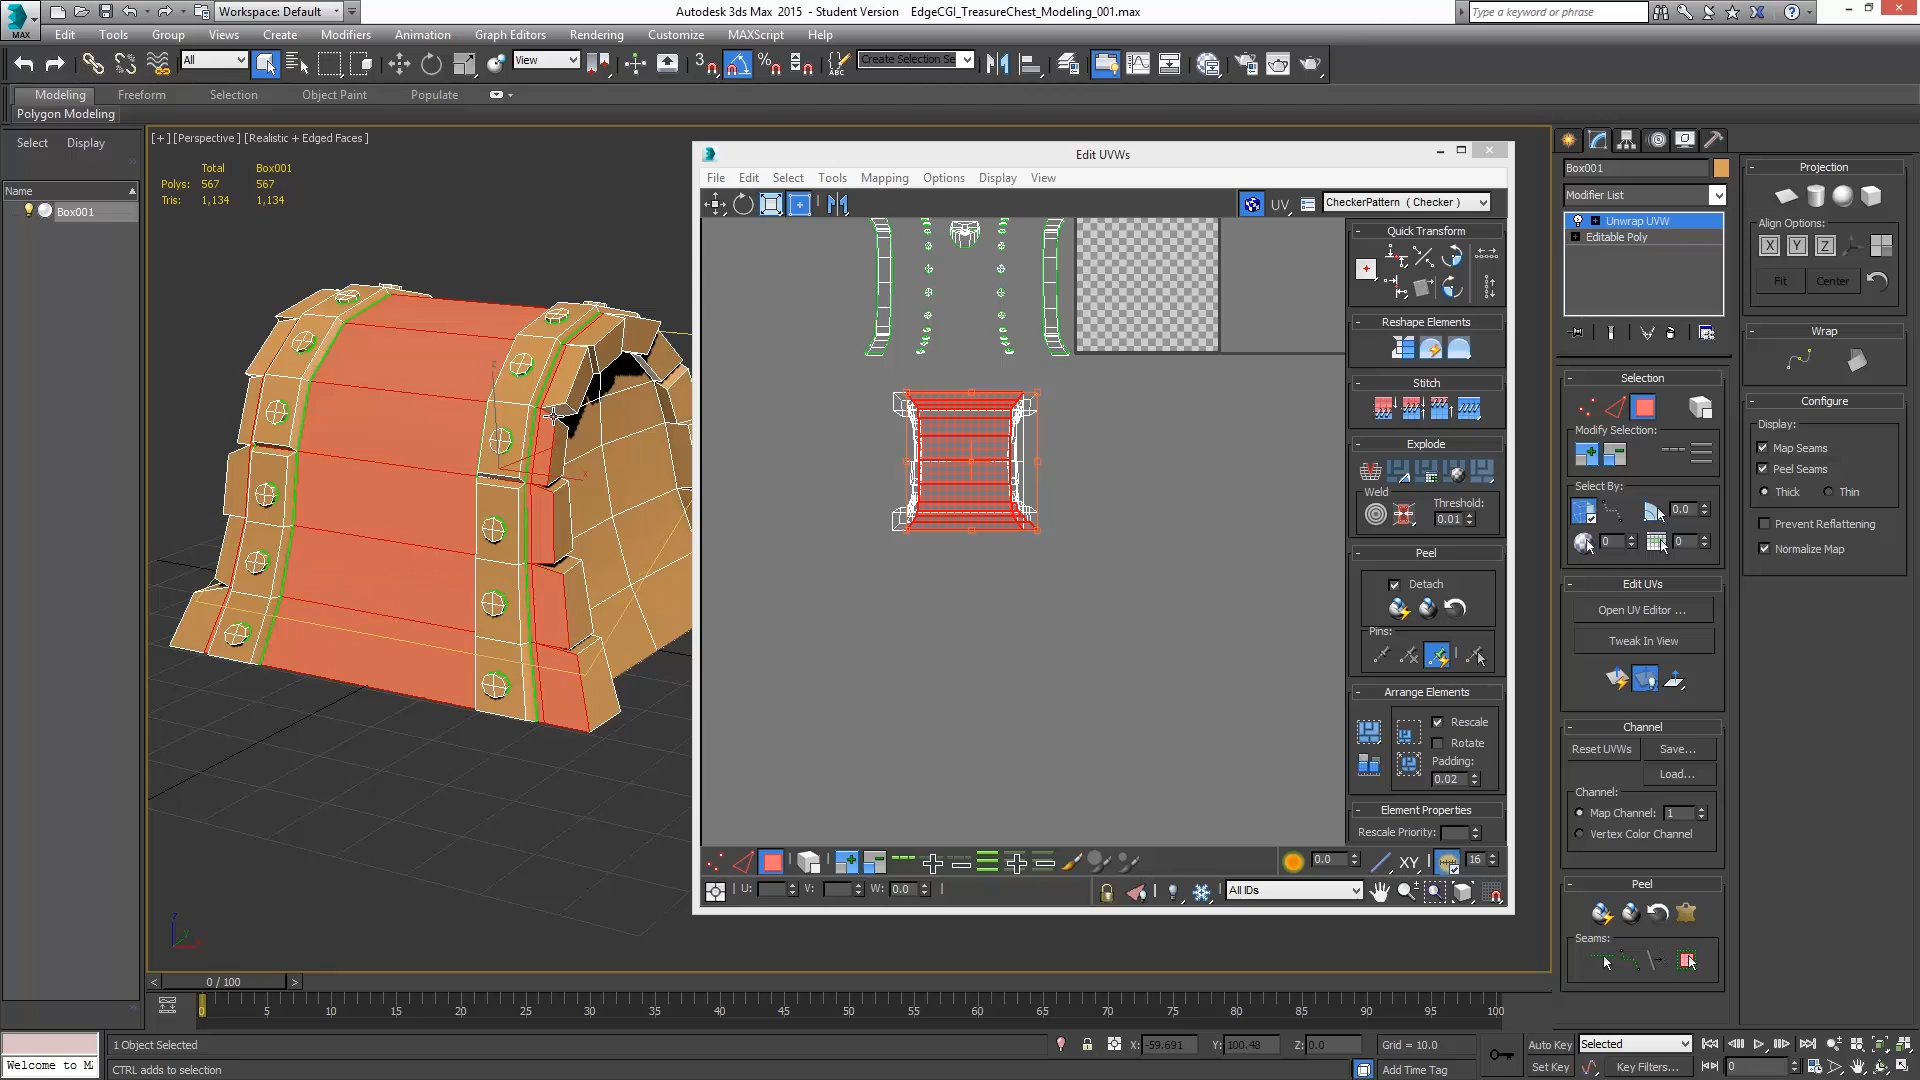 Workspace: Default
Autodesk 3ds Max 2015 - Student Version EdgeCGI_TreasureChest_Modeling_001.max
Type a keyword or phrase
MAX
Edit Tools Group Views Create Modifiers Animation Graph Editors Rendering Customize MAXScript Help
All
View
3
ABC
Create Selection Se
Modeling Freeform Selection Object Paint Populate
Polygon Modeling
Select Display
Name
Box001
[+] [Perspective] [Realistic + Edged Faces]
Total Box001
Polys: 567 567
Tris: 1,134 1,134
Edit UVWs
File Edit Select Tools Mapping Options Display View
UV
CheckerPattern ( Checker )
Quick Transform
Reshape Elements
Stitch
Explode
Weld
Threshold:
0.01
Peel
Detach
Pins:
Arrange Elements
Rescale
Rotate
Padding:
0.02
Element Properties
Rescale Priority:
0.0
XY
16
U: V: W: 0.0
All IDs
Box001
Modifier List
Unwrap UVW
Editable Poly
Selection
Modify Selection:
Select By:
0.0
0
0
Edit UVs
Open UV Editor ...
Tweak In View
Channel
Reset UVWs Save...
Load...
Channel:
Map Channel: 1
Vertex Color Channel
Peel
Seams:
Projection
Align Options:
X Y Z
Fit Center
Wrap
Configure
Display:
Map Seams
Peel Seams
Thick Thin
Prevent Reflattening
Normalize Map
0 / 100
0 5 10 15 20 25 30 35 40 45 50 55 60 65 70 75 80 85 90 95 100
1 Object Selected
X: -59.691 Y: 100.48 Z: 0.0 Grid = 10.0
Auto Key Selected
Welcome to M
CTRL adds to selection
Add Time Tag
Set Key Key Filters...
0